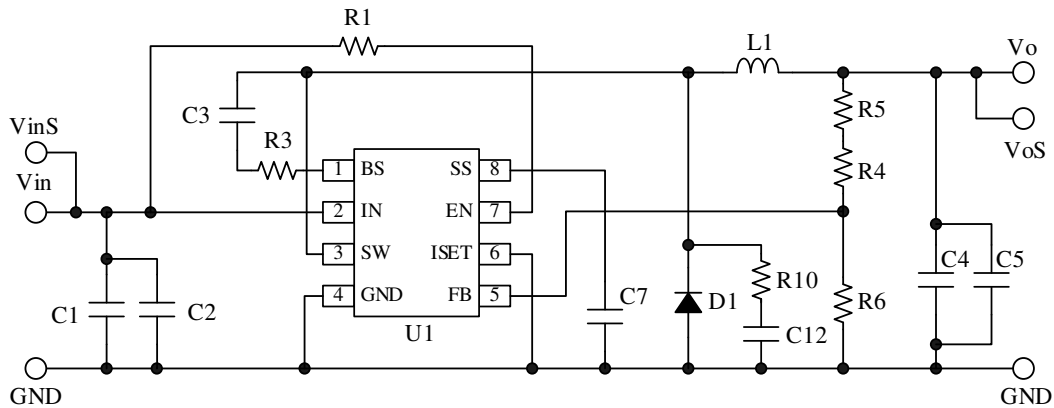 R1
L1
Vo
C3
R5
VinS
R3
VoS
Vin
1 BS SS 8
R4
2 IN EN 7
3 SW ISET 6
4 GND FB 5
C1
C2
U1
C7
D1
R10
C12
R6
C4
C5
GND
GND